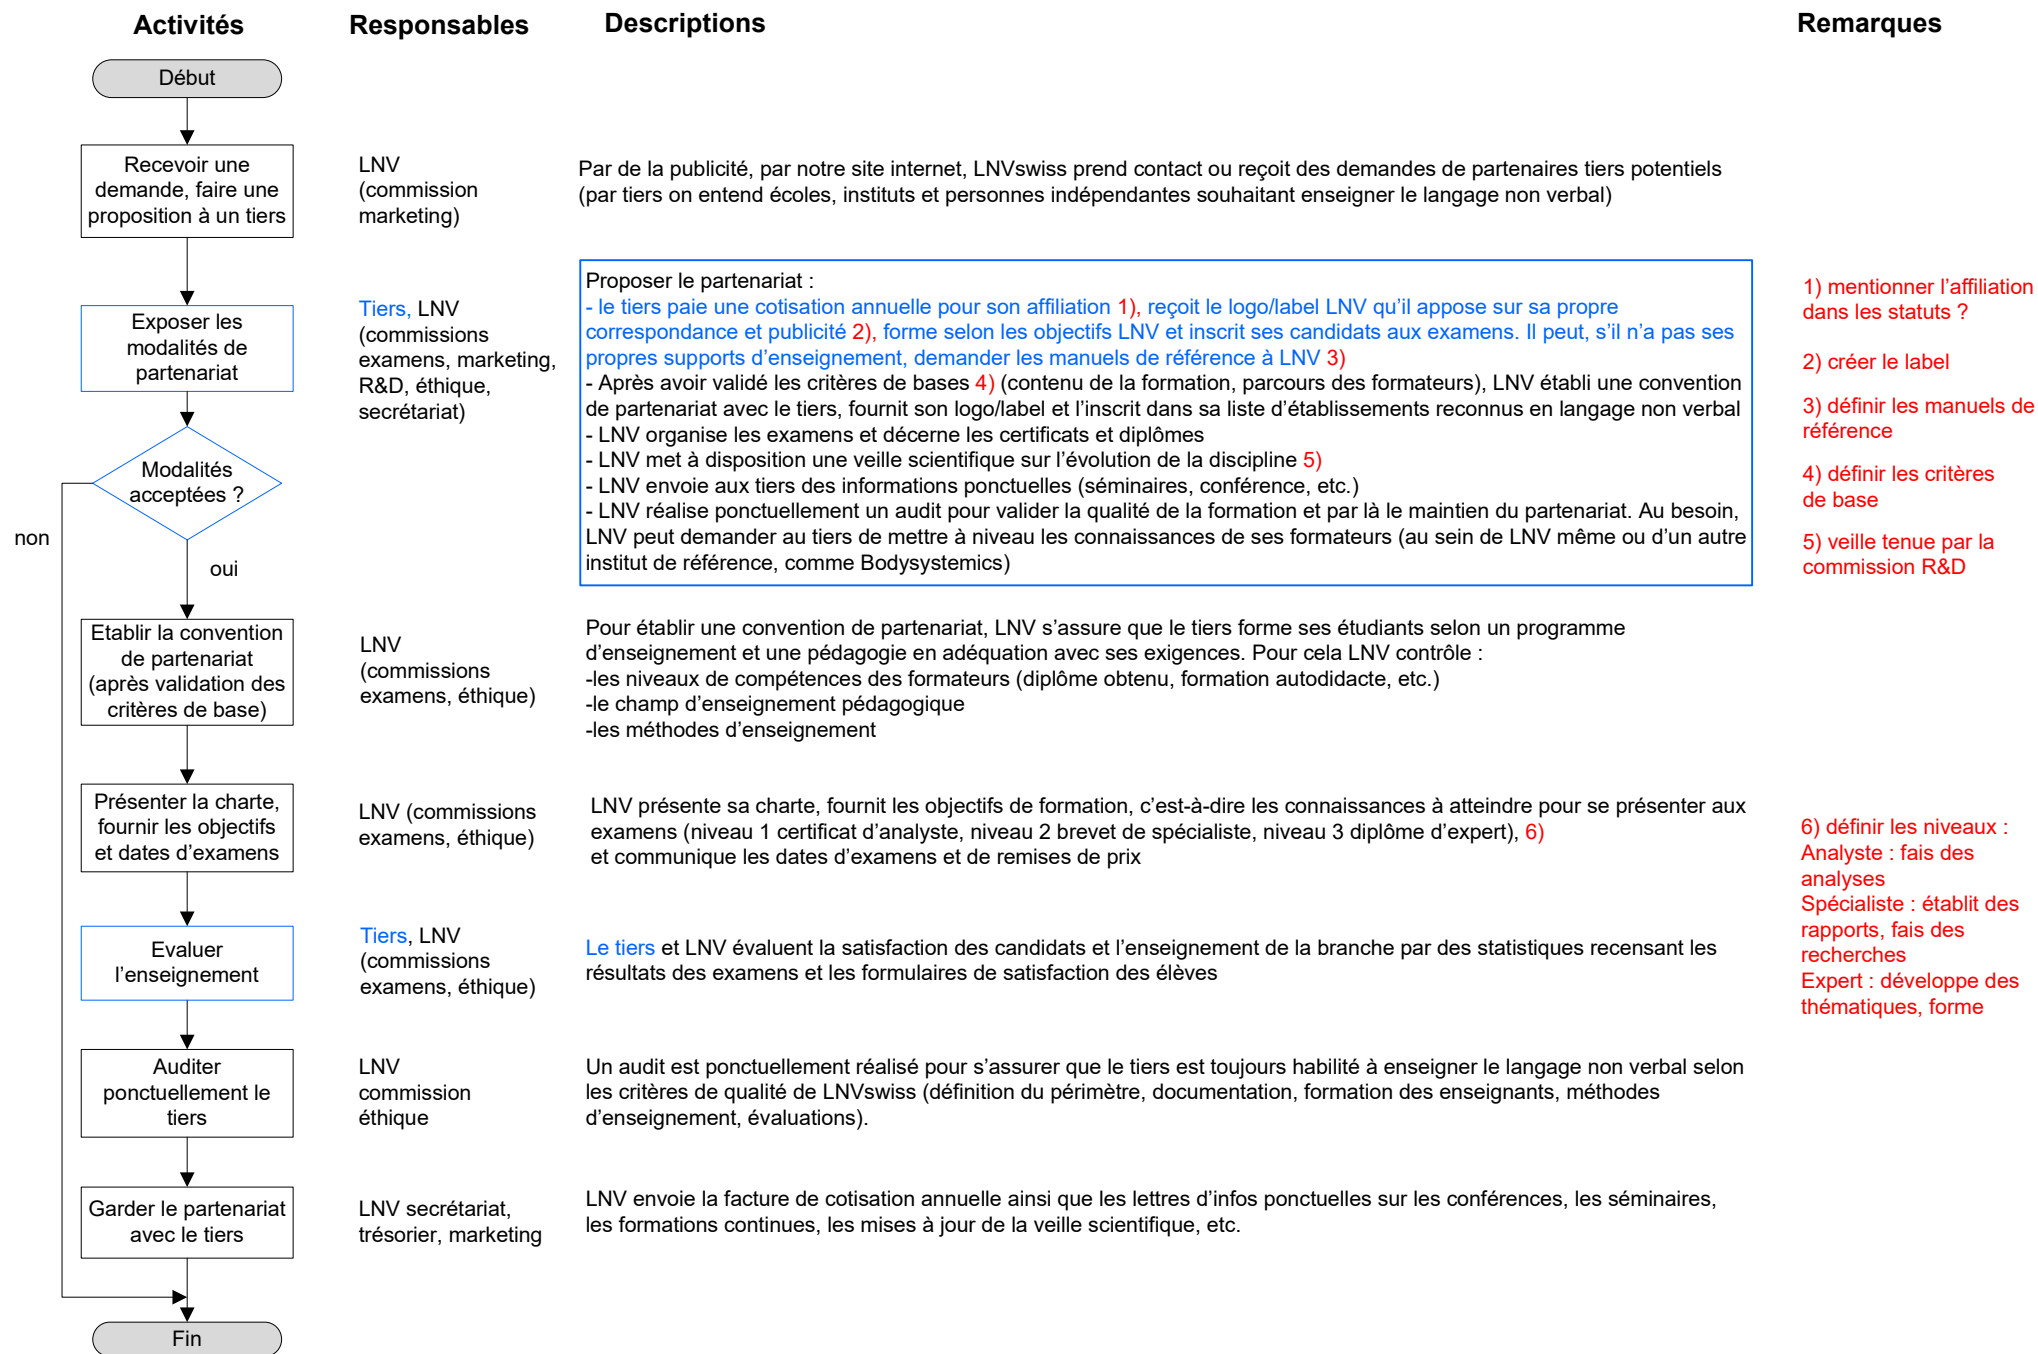 Activités
Responsables
Descriptions
Remarques
Début
Recevoir une
demande, faire une
proposition à un tiers
LNV
(commission
marketing)
Par de la publicité, par notre site internet, LNVswiss prend contact ou reçoit des demandes de partenaires tiers potentiels
(par tiers on entend écoles, instituts et personnes indépendantes souhaitant enseigner le langage non verbal)
Exposer les
modalités de
partenariat
Tiers, LNV
(commissions
examens, marketing,
R&D, éthique,
secrétariat)
Proposer le partenariat :
- le tiers paie une cotisation annuelle pour son affiliation 1), reçoit le logo/label LNV qu’il appose sur sa propre
correspondance et publicité 2), forme selon les objectifs LNV et inscrit ses candidats aux examens. Il peut, s’il n’a pas ses
propres supports d’enseignement, demander les manuels de référence à LNV 3)
- Après avoir validé les critères de bases 4) (contenu de la formation, parcours des formateurs), LNV établi une convention
de partenariat avec le tiers, fournit son logo/label et l’inscrit dans sa liste d’établissements reconnus en langage non verbal
- LNV organise les examens et décerne les certificats et diplômes
- LNV met à disposition une veille scientifique sur l’évolution de la discipline 5)
- LNV envoie aux tiers des informations ponctuelles (séminaires, conférence, etc.)
- LNV réalise ponctuellement un audit pour valider la qualité de la formation et par là le maintien du partenariat. Au besoin,
LNV peut demander au tiers de mettre à niveau les connaissances de ses formateurs (au sein de LNV même ou d’un autre
institut de référence, comme Bodysystemics)
1) mentionner l’affiliation
dans les statuts ?
2) créer le label
3) définir les manuels de
référence
4) définir les critères
de base
5) veille tenue par la
commission R&D
Modalités
acceptées ?
non
oui
Etablir la convention
de partenariat
(après validation des
critères de base)
LNV
(commissions
examens, éthique)
Pour établir une convention de partenariat, LNV s’assure que le tiers forme ses étudiants selon un programme
d’enseignement et une pédagogie en adéquation avec ses exigences. Pour cela LNV contrôle :
-les niveaux de compétences des formateurs (diplôme obtenu, formation autodidacte, etc.)
-le champ d’enseignement pédagogique
-les méthodes d’enseignement
Présenter la charte,
fournir les objectifs
et dates d’examens
LNV (commissions
examens, éthique)
LNV présente sa charte, fournit les objectifs de formation, c’est-à-dire les connaissances à atteindre pour se présenter aux
examens (niveau 1 certificat d’analyste, niveau 2 brevet de spécialiste, niveau 3 diplôme d’expert), 6)
et communique les dates d’examens et de remises de prix
6) définir les niveaux :
Analyste : fais des
analyses
Spécialiste : établit des
rapports, fais des
recherches
Expert : développe des
thématiques, forme
Evaluer
l’enseignement
Tiers, LNV
(commissions
examens, éthique)
Le tiers et LNV évaluent la satisfaction des candidats et l’enseignement de la branche par des statistiques recensant les
résultats des examens et les formulaires de satisfaction des élèves
Auditer
ponctuellement le
tiers
LNV
commission
éthique
Un audit est ponctuellement réalisé pour s’assurer que le tiers est toujours habilité à enseigner le langage non verbal selon
les critères de qualité de LNVswiss (définition du périmètre, documentation, formation des enseignants, méthodes
d’enseignement, évaluations).
Garder le partenariat
avec le tiers
LNV secrétariat,
trésorier, marketing
LNV envoie la facture de cotisation annuelle ainsi que les lettres d’infos ponctuelles sur les conférences, les séminaires,
les formations continues, les mises à jour de la veille scientifique, etc.
Fin